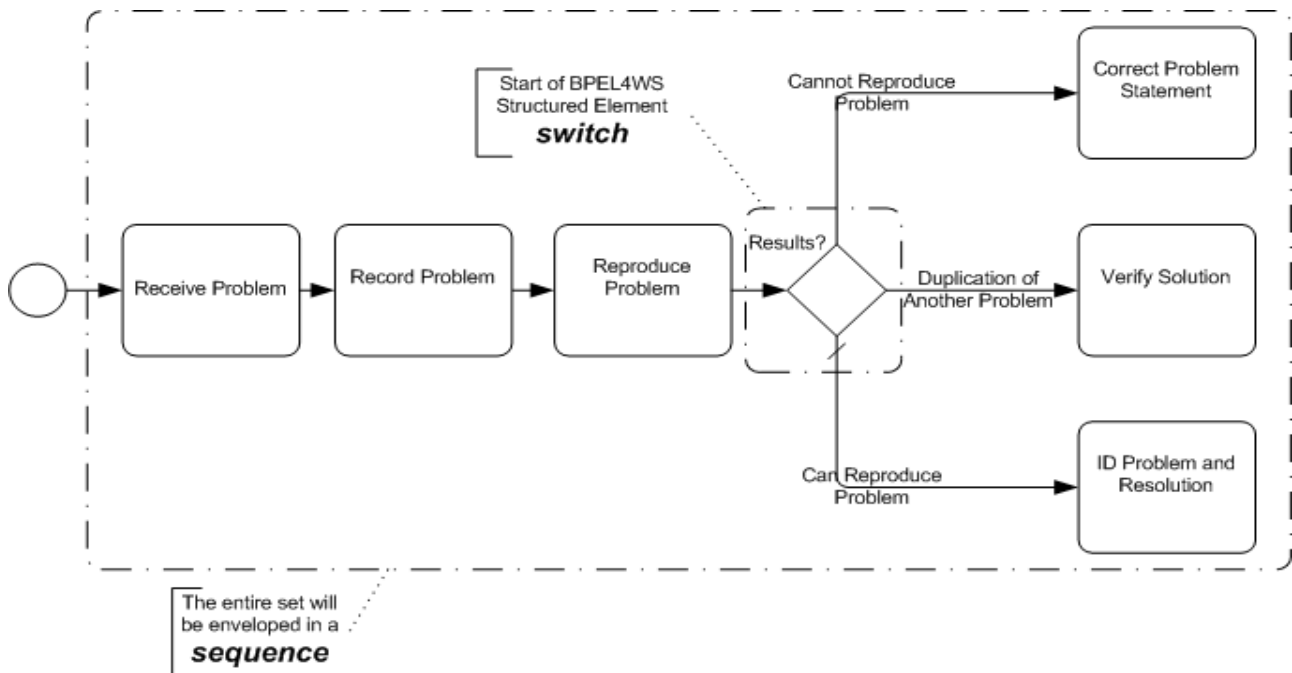 Start of BPEL4WS
Structured Element
switch
Cannot Reproduce
Problem
Correct Problem
Statement
Receive Problem
Record Problem
Reproduce
Problem
Results?
Duplication of
Another Problem
Verify Solution
Can Reproduce
Problem
ID Problem and
Resolution
The entire set will
be enveloped in a
sequence